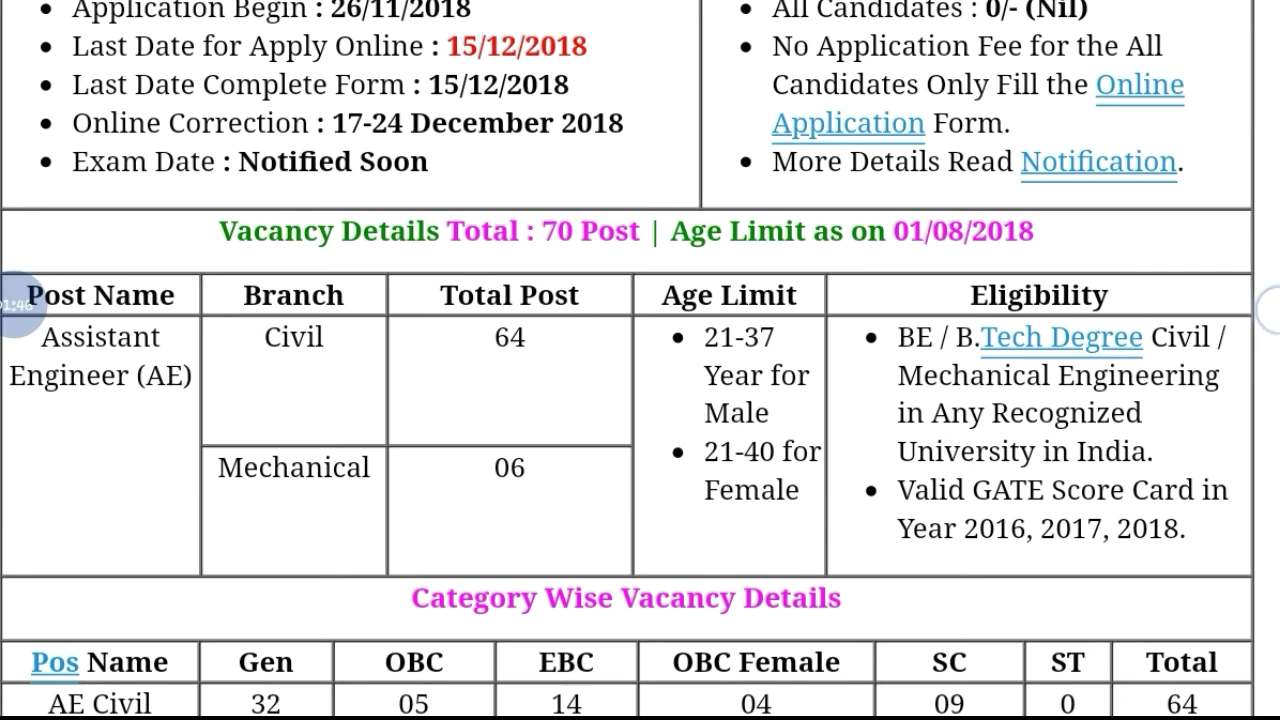 Application Begin : 26/11/2018
Last Date for Apply Online : 15/12/2018
Last Date Complete Form : 15/12/2018
Online Correction : 17-24 December 2018
Exam Date : Notified Soon
All Candidates : 0/- (Nil)
No Application Fee for the All
Candidates Only Fill the Online
Application Form.
More Details Read Notification.
Vacancy Details Total : 70 Post | Age Limit as on 01/08/2018
Post Name Branch Total Post Age Limit Eligibility
Assistant
Engineer (AE)
Civil
64
21-37
Year for
Male
21-40 for
Female
BE / B.Tech Degree Civil /
Mechanical Engineering
in Any Recognized
University in India.
Valid GATE Score Card in
Year 2016, 2017, 2018.
Mechanical
06
Category Wise Vacancy Details
Pos Name Gen OBC EBC OBC Female SC ST Total
AE Civil 32 05 14 04 09 0 64